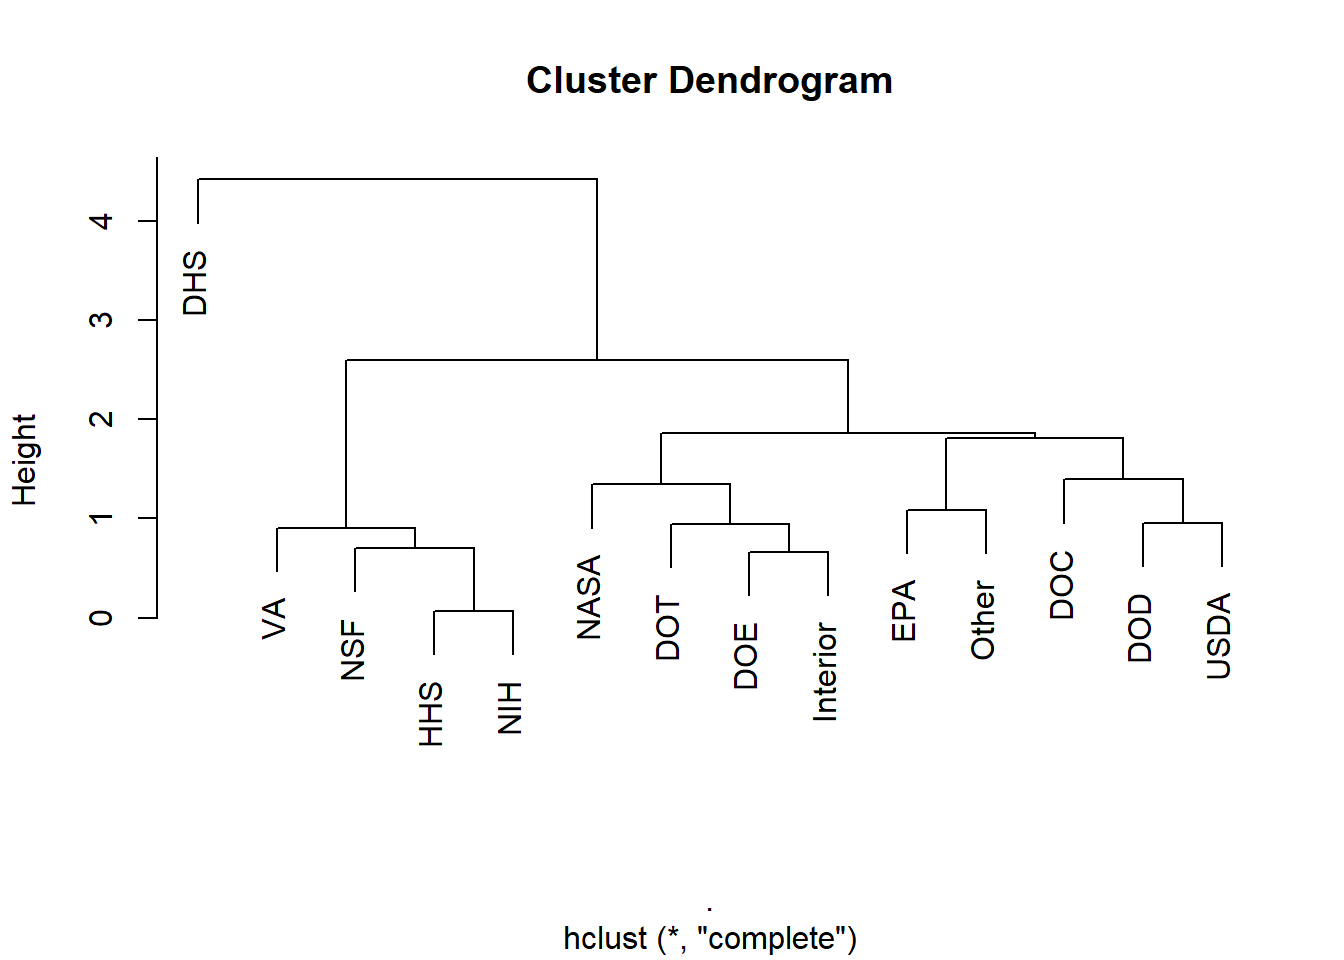 Cluster Dendrogram
Height
4
3
2
1
0
DHS
VA
NSF
HHS
NIH
NASA
DOT
DOE
Interior
EPA
Other
DOC
DOD
USDA
.
hclust (*, "complete")